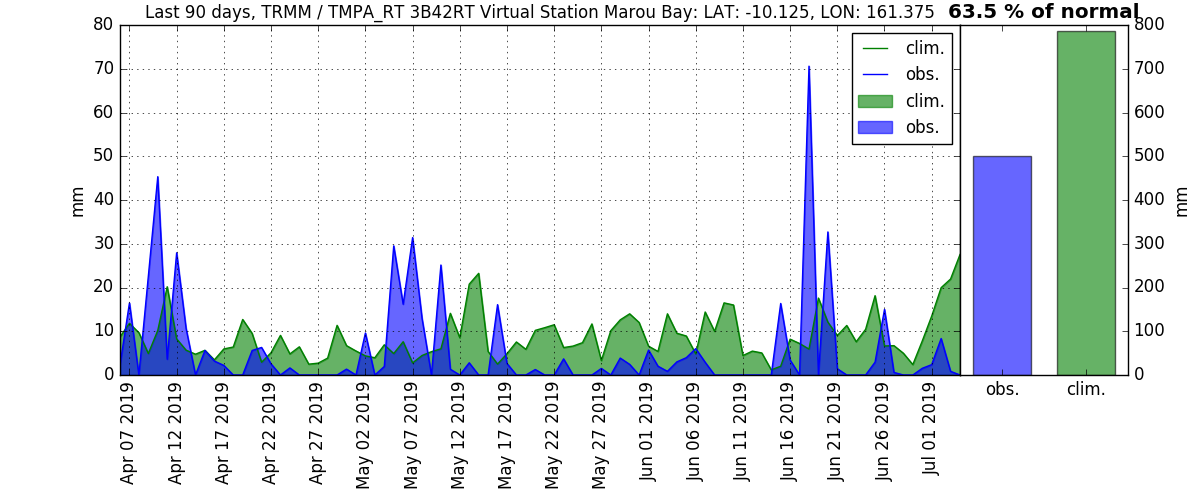 Last 90 days, TRMM / TMPA_RT 3B42RT Virtual Station Marou Bay: LAT: -10.125, LON: 161.375 63.5 % of normal
80
70
60
50
40
30
20
10
0
mm
clim.
obs.
clim.
obs.
800
700
600
500
400
300
200
100
0
mm
Apr 07 2019
Apr 12 2019
Apr 17 2019
Apr 22 2019
Apr 27 2019
May 02 2019
May 07 2019
May 12 2019
May 17 2019
May 22 2019
May 27 2019
Jun 01 2019
Jun 06 2019
Jun 11 2019
Jun 16 2019
Jun 21 2019
Jun 26 2019
Jul 01 2019
obs.
clim.